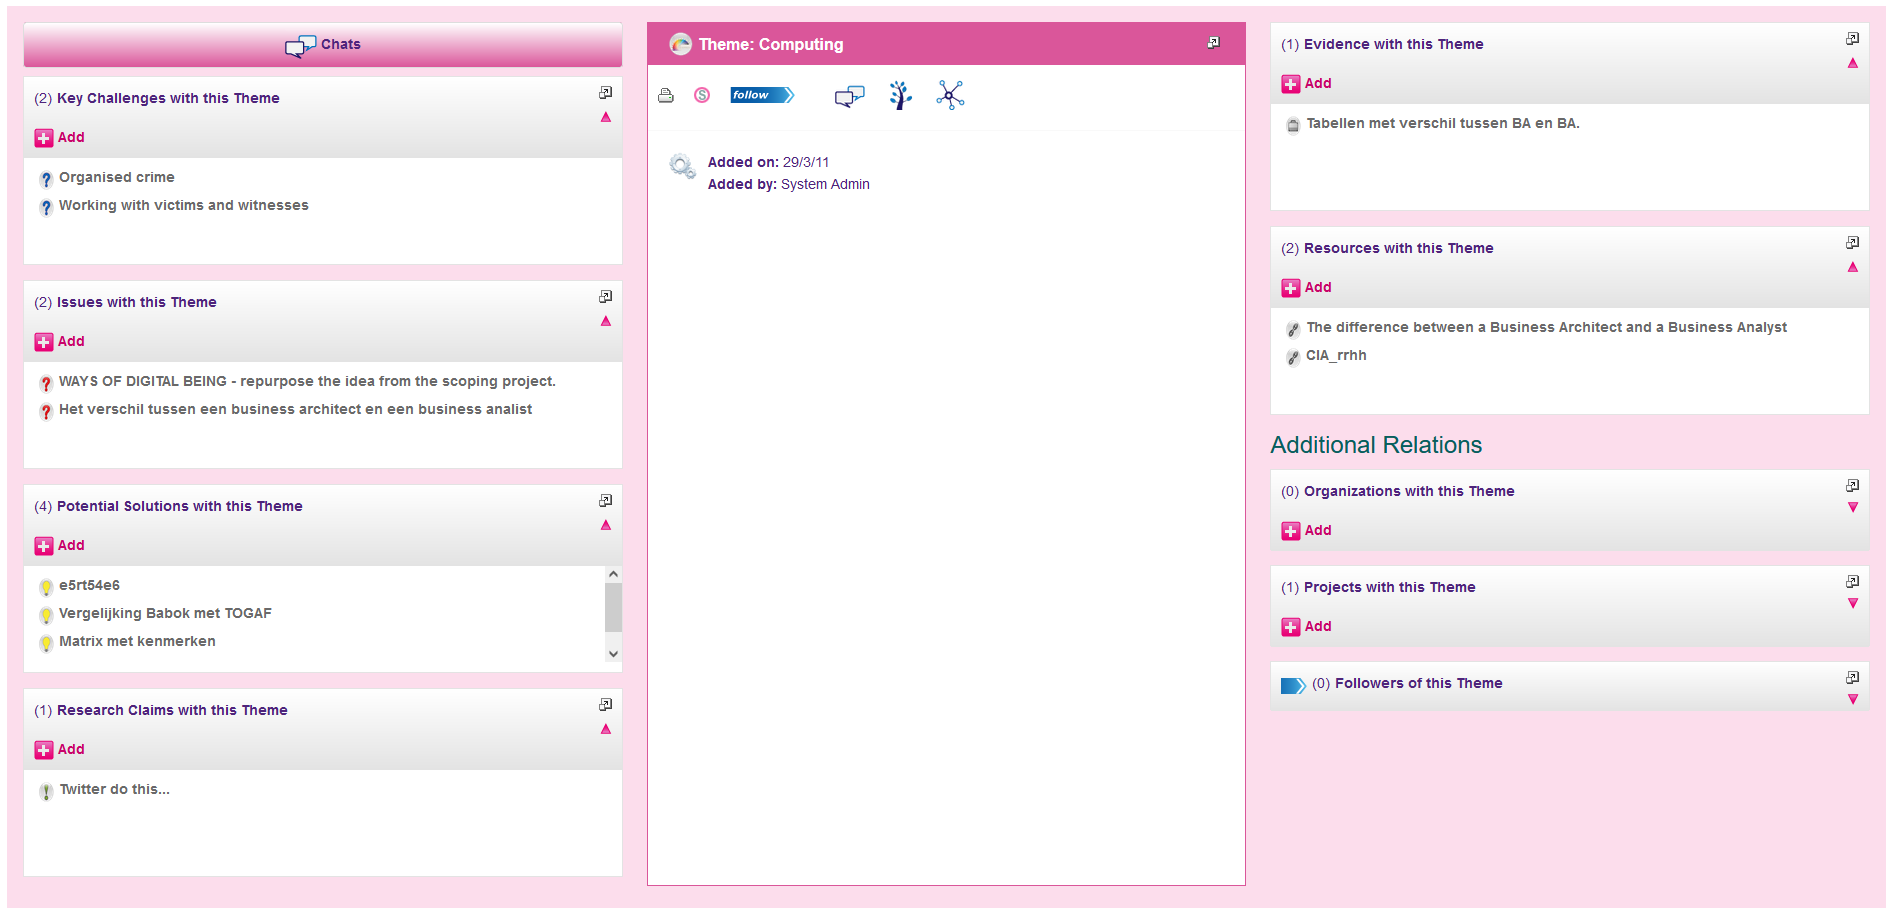 Chats
(2) Key Challenges with this Theme
Add
Organised crime
Working with victims and witnesses
(2) Issues with this Theme
Add
WAYS OF DIGITAL BEING - repurpose the idea from the scoping project.
Het verschil tussen een business architect en een business analist
(4) Potential Solutions with this Theme
Add
e5rt54e6
Vergelijking Babok met TOGAF
Matrix met kenmerken
(1) Research Claims with this Theme
Add
Twitter do this...
Theme: Computing
S
follow
Added on: 29/3/11
Added by: System Admin
(1) Evidence with this Theme
Add
Tabellen met verschil tussen BA en BA.
(2) Resources with this Theme
Add
The difference between a Business Architect and a Business Analyst
CIA_rrhh
Additional Relations
(0) Organizations with this Theme
Add
(1) Projects with this Theme
Add
(0) Followers of this Theme